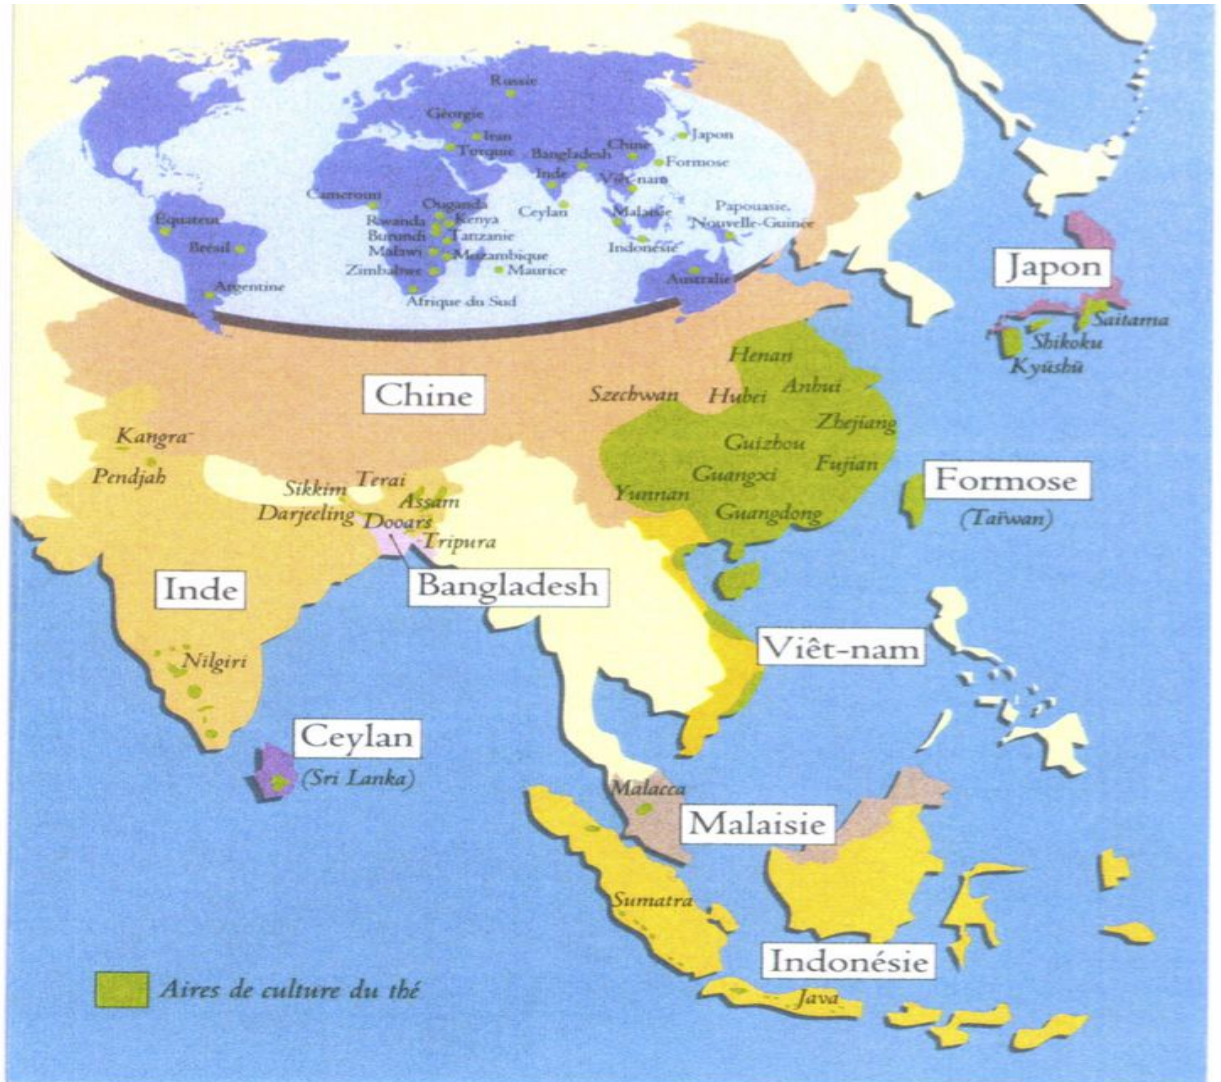 Russie
Géorgie
Iran
Turquie
Japon
Chine
Bangladesh
Formose
Inde
Viêt-nam
Cameroun
Ouganda
Ceylan
Malaisie
Papouasie,
Nouvelle-Guinée
Équateur
Rwanda
Kenya
Burundi
Tanzanie
Indonésie
Brésil
Malawi
Mozambique
Zimbabwe
Maurice
Australie
Argentine
Afrique du Sud
Japon
Saitama
Shikoku
Kyūshū
Henan
Chine
Szechwan
Hubei
Anhui
Zhejiang
Kangra
Guizhou
Fujian
Pendjab
Guangxi
Terai
Sikkim
Yunnan
Formose
Assam
Darjeeling
Dooars
Guangdong
(Taïwan)
Tripura
Inde
Bangladesh
Viêt-nam
Nilgiri
Ceylan
(Sri Lanka)
Malacca
Malaisie
Sumatra
Indonésie
Aires de culture du thé
Java